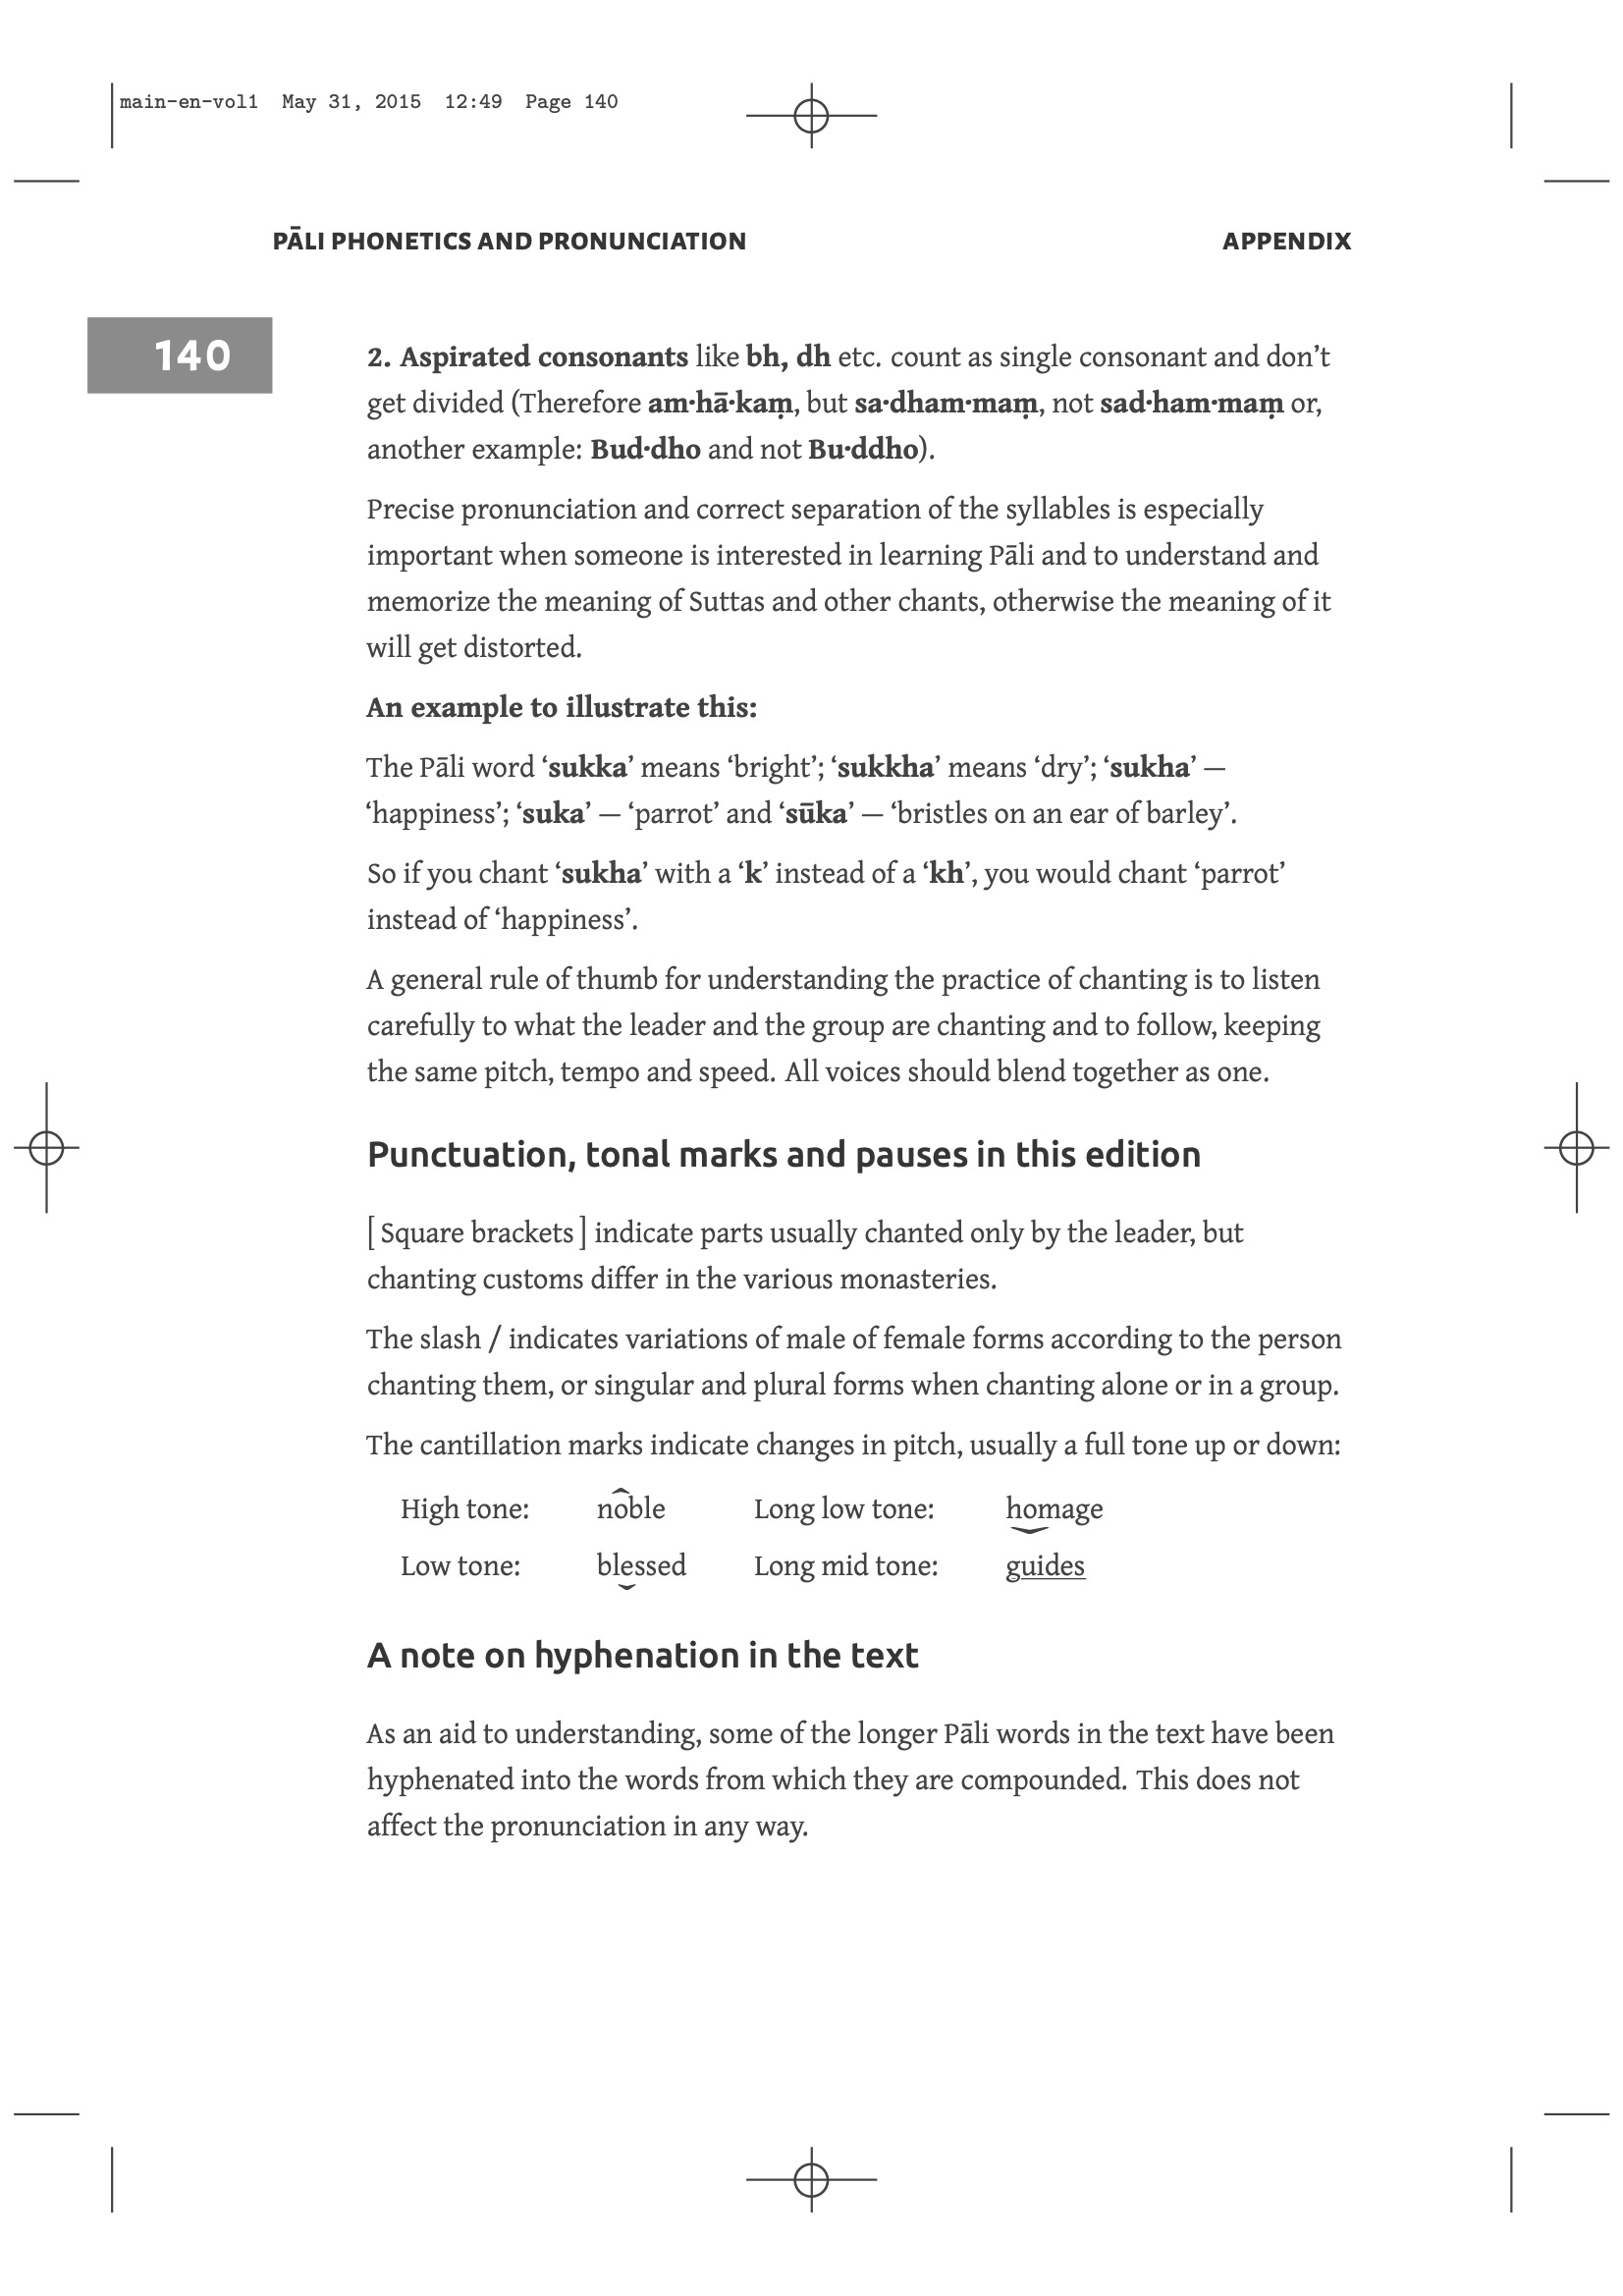 main-en-vol1 May 31, 2015 12:49 Page 140
PĀLI PHONETICS AND PRONUNCIATION APPENDIX
140
2. Aspirated consonants like bh, dh etc. count as single consonant and don’t
get divided (Therefore am·hā·kaṃ, but sa·dham·maṃ, not sad·ham·maṃ or,
another example: Bud·dho and not Bu·ddho).
Precise pronunciation and correct separation of the syllables is especially
important when someone is interested in learning Pāli and to understand and
memorize the meaning of Suttas and other chants, otherwise the meaning of it
will get distorted.
An example to illustrate this:
The Pāli word ‘sukka’ means ‘bright’; ‘sukkha’ means ‘dry’; ‘sukha’ —
‘happiness’; ‘suka’ — ‘parrot’ and ‘sūka’ — ‘bristles on an ear of barley’.
So if you chant ‘sukha’ with a ‘k’ instead of a ‘kh’, you would chant ‘parrot’
instead of ‘happiness’.
A general rule of thumb for understanding the practice of chanting is to listen
carefully to what the leader and the group are chanting and to follow, keeping
the same pitch, tempo and speed. All voices should blend together as one.
Punctuation, tonal marks and pauses in this edition
[ Square brackets ] indicate parts usually chanted only by the leader, but
chanting customs differ in the various monasteries.
The slash / indicates variations of male of female forms according to the person
chanting them, or singular and plural forms when chanting alone or in a group.
The cantillation marks indicate changes in pitch, usually a full tone up or down:
High tone: noble Long low tone: homage
Low tone: blessed Long mid tone: guides
A note on hyphenation in the text
As an aid to understanding, some of the longer Pāli words in the text have been
hyphenated into the words from which they are compounded. This does not
affect the pronunciation in any way.